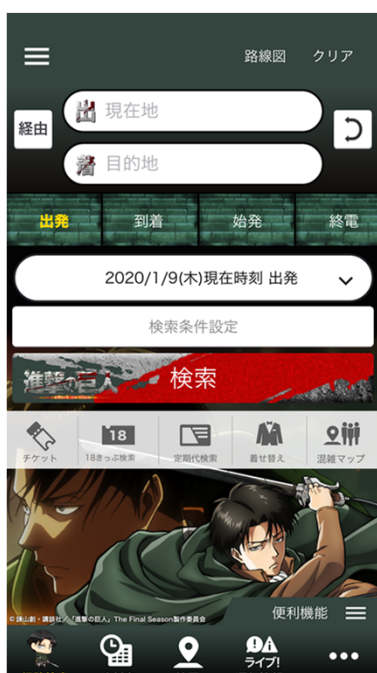 路線図 クリア
経由
出 現在地
着 目的地
出発 到着 始発 終電
2020/1/9(木)現在時刻 出発
検索条件設定
進撃の巨人 検索
18
チケット 18きっぷ検索 定期代検索 着せ替え 混雑マップ
便利機能
©諫山創・講談社/「進撃の巨人」The Final Season製作委員会
ライブ!